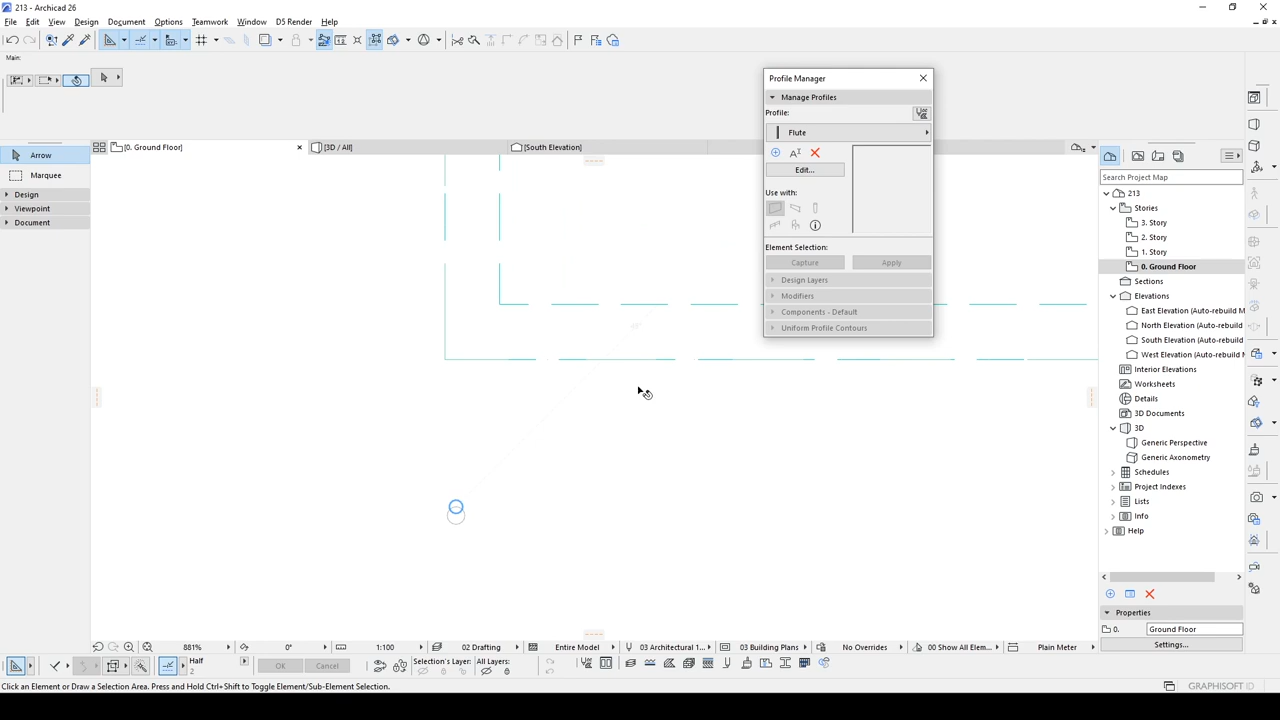 213 - Archicad 26
File Edit View Design Document Options Teamwork Window D5 Render Help
Main:
[0. Ground Floor]
[3D / All]
[South Elevation]
Arrow
Marquee
Design
Viewpoint
Document
Profile Manager
Manage Profiles
Profile:
Flute
Edit...
Use with:
Element Selection:
Capture Apply
Design Layers
Modifiers
Components - Default
Uniform Profile Contours
Search Project Map
213
Stories
3. Story
2. Story
1. Story
0. Ground Floor
Sections
Elevations
East Elevation (Auto-rebuild M
North Elevation (Auto-rebuild
South Elevation (Auto-rebuild
West Elevation (Auto-rebuild M
Interior Elevations
Worksheets
Details
3D Documents
3D
Generic Perspective
Generic Axonometry
Schedules
Project Indexes
Lists
Info
Help
Properties
0. Ground Floor
Settings...
881% 0° 1:100 02 Drafting Entire Model 03 Architectural 1... 03 Building Plans No Overrides 00 Show All Elem... Plain Meter
Half
2
OK Cancel
Selection's Layer: All Layers:
Click an Element or Draw a Selection Area. Press and Hold Ctrl+Shift to Toggle Element/Sub-Element Selection.
GRAPHISOFT